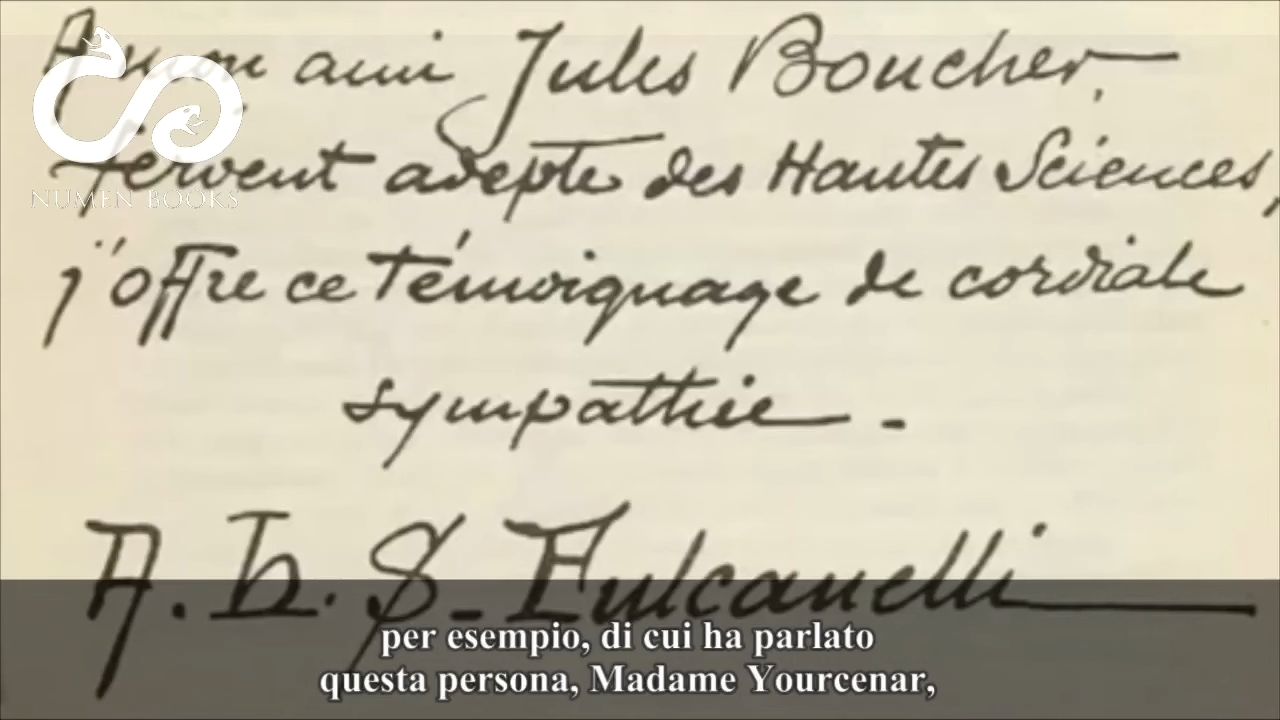 A mon ami Jules Boucher,
fervent adepte des Hautes Sciences,
j'offre ce témoignage de cordiale
sympathie.
A. H. S. Fulcanelli
NUMEN BOOKS
per esempio, di cui ha parlato
questa persona, Madame Yourcenar,